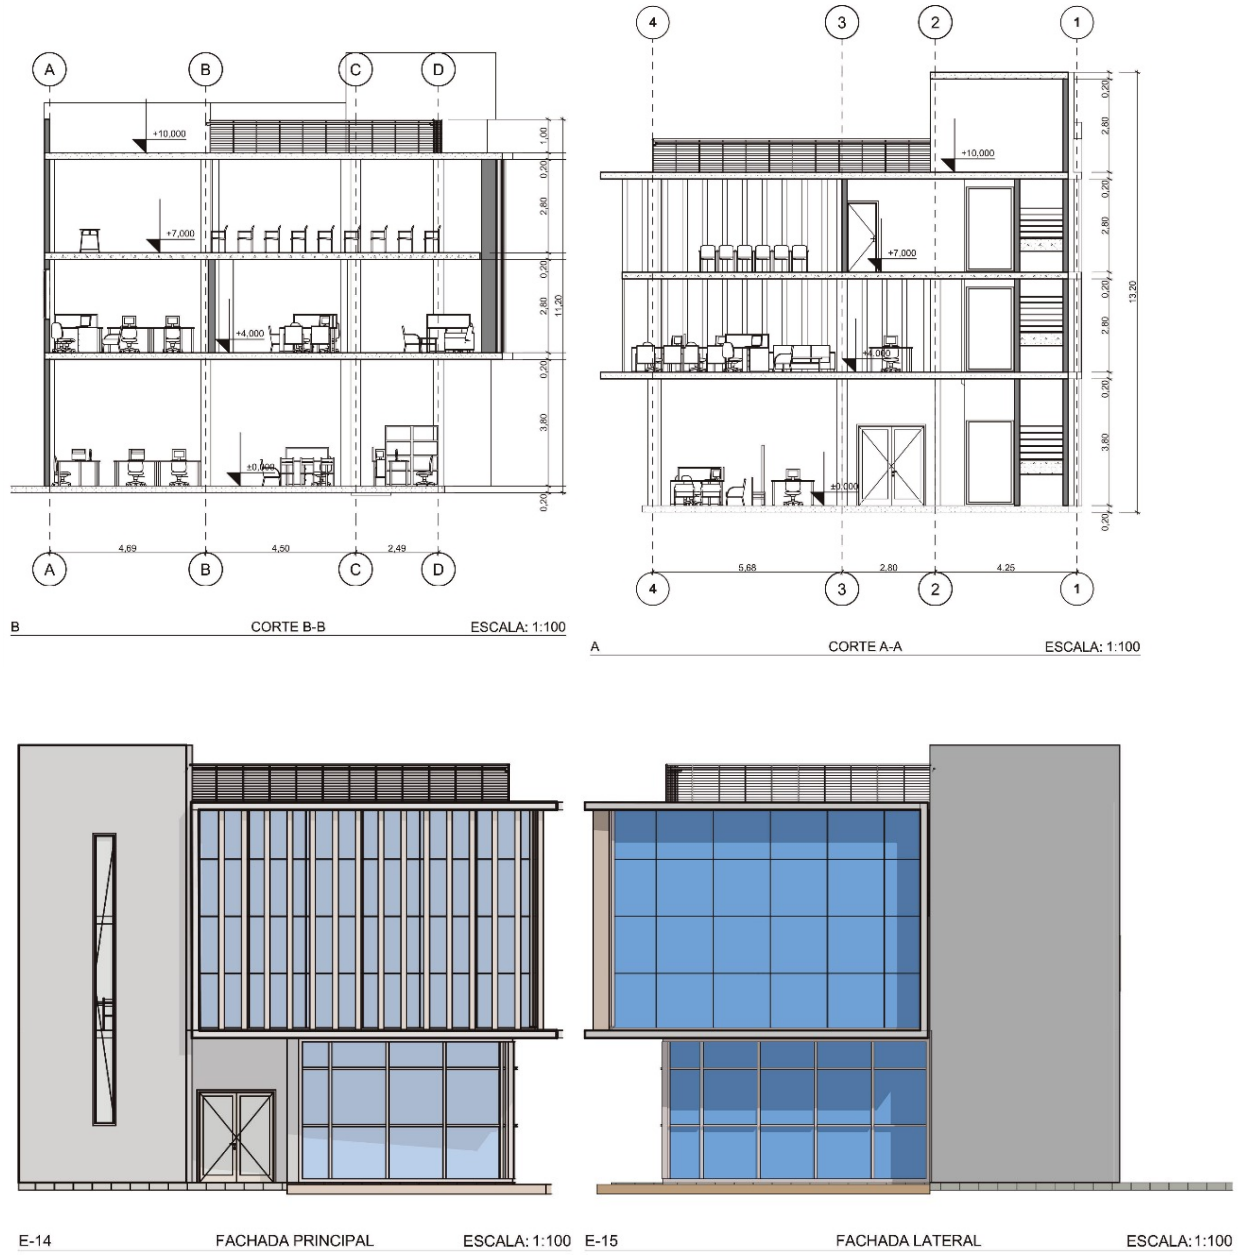 A B C D
+10,000
1,00
0,20
2,80
+7,000
0,20
2,80
11,20
+4,000
0,20
3,80
±0,000
0,20
4,69 4,50 2,49
A B C D
B CORTE B-B ESCALA: 1:100
4 3 2 1
0,20
2,80
+10,000
0,20
2,80
+7,000
13,20
0,20
2,80
+4,000
0,20
3,80
±0,000
0,20
5,68 2,80 4,25
4 3 2 1
A CORTE A-A ESCALA: 1:100
E-14 FACHADA PRINCIPAL ESCALA: 1:100
E-15 FACHADA LATERAL ESCALA: 1:100